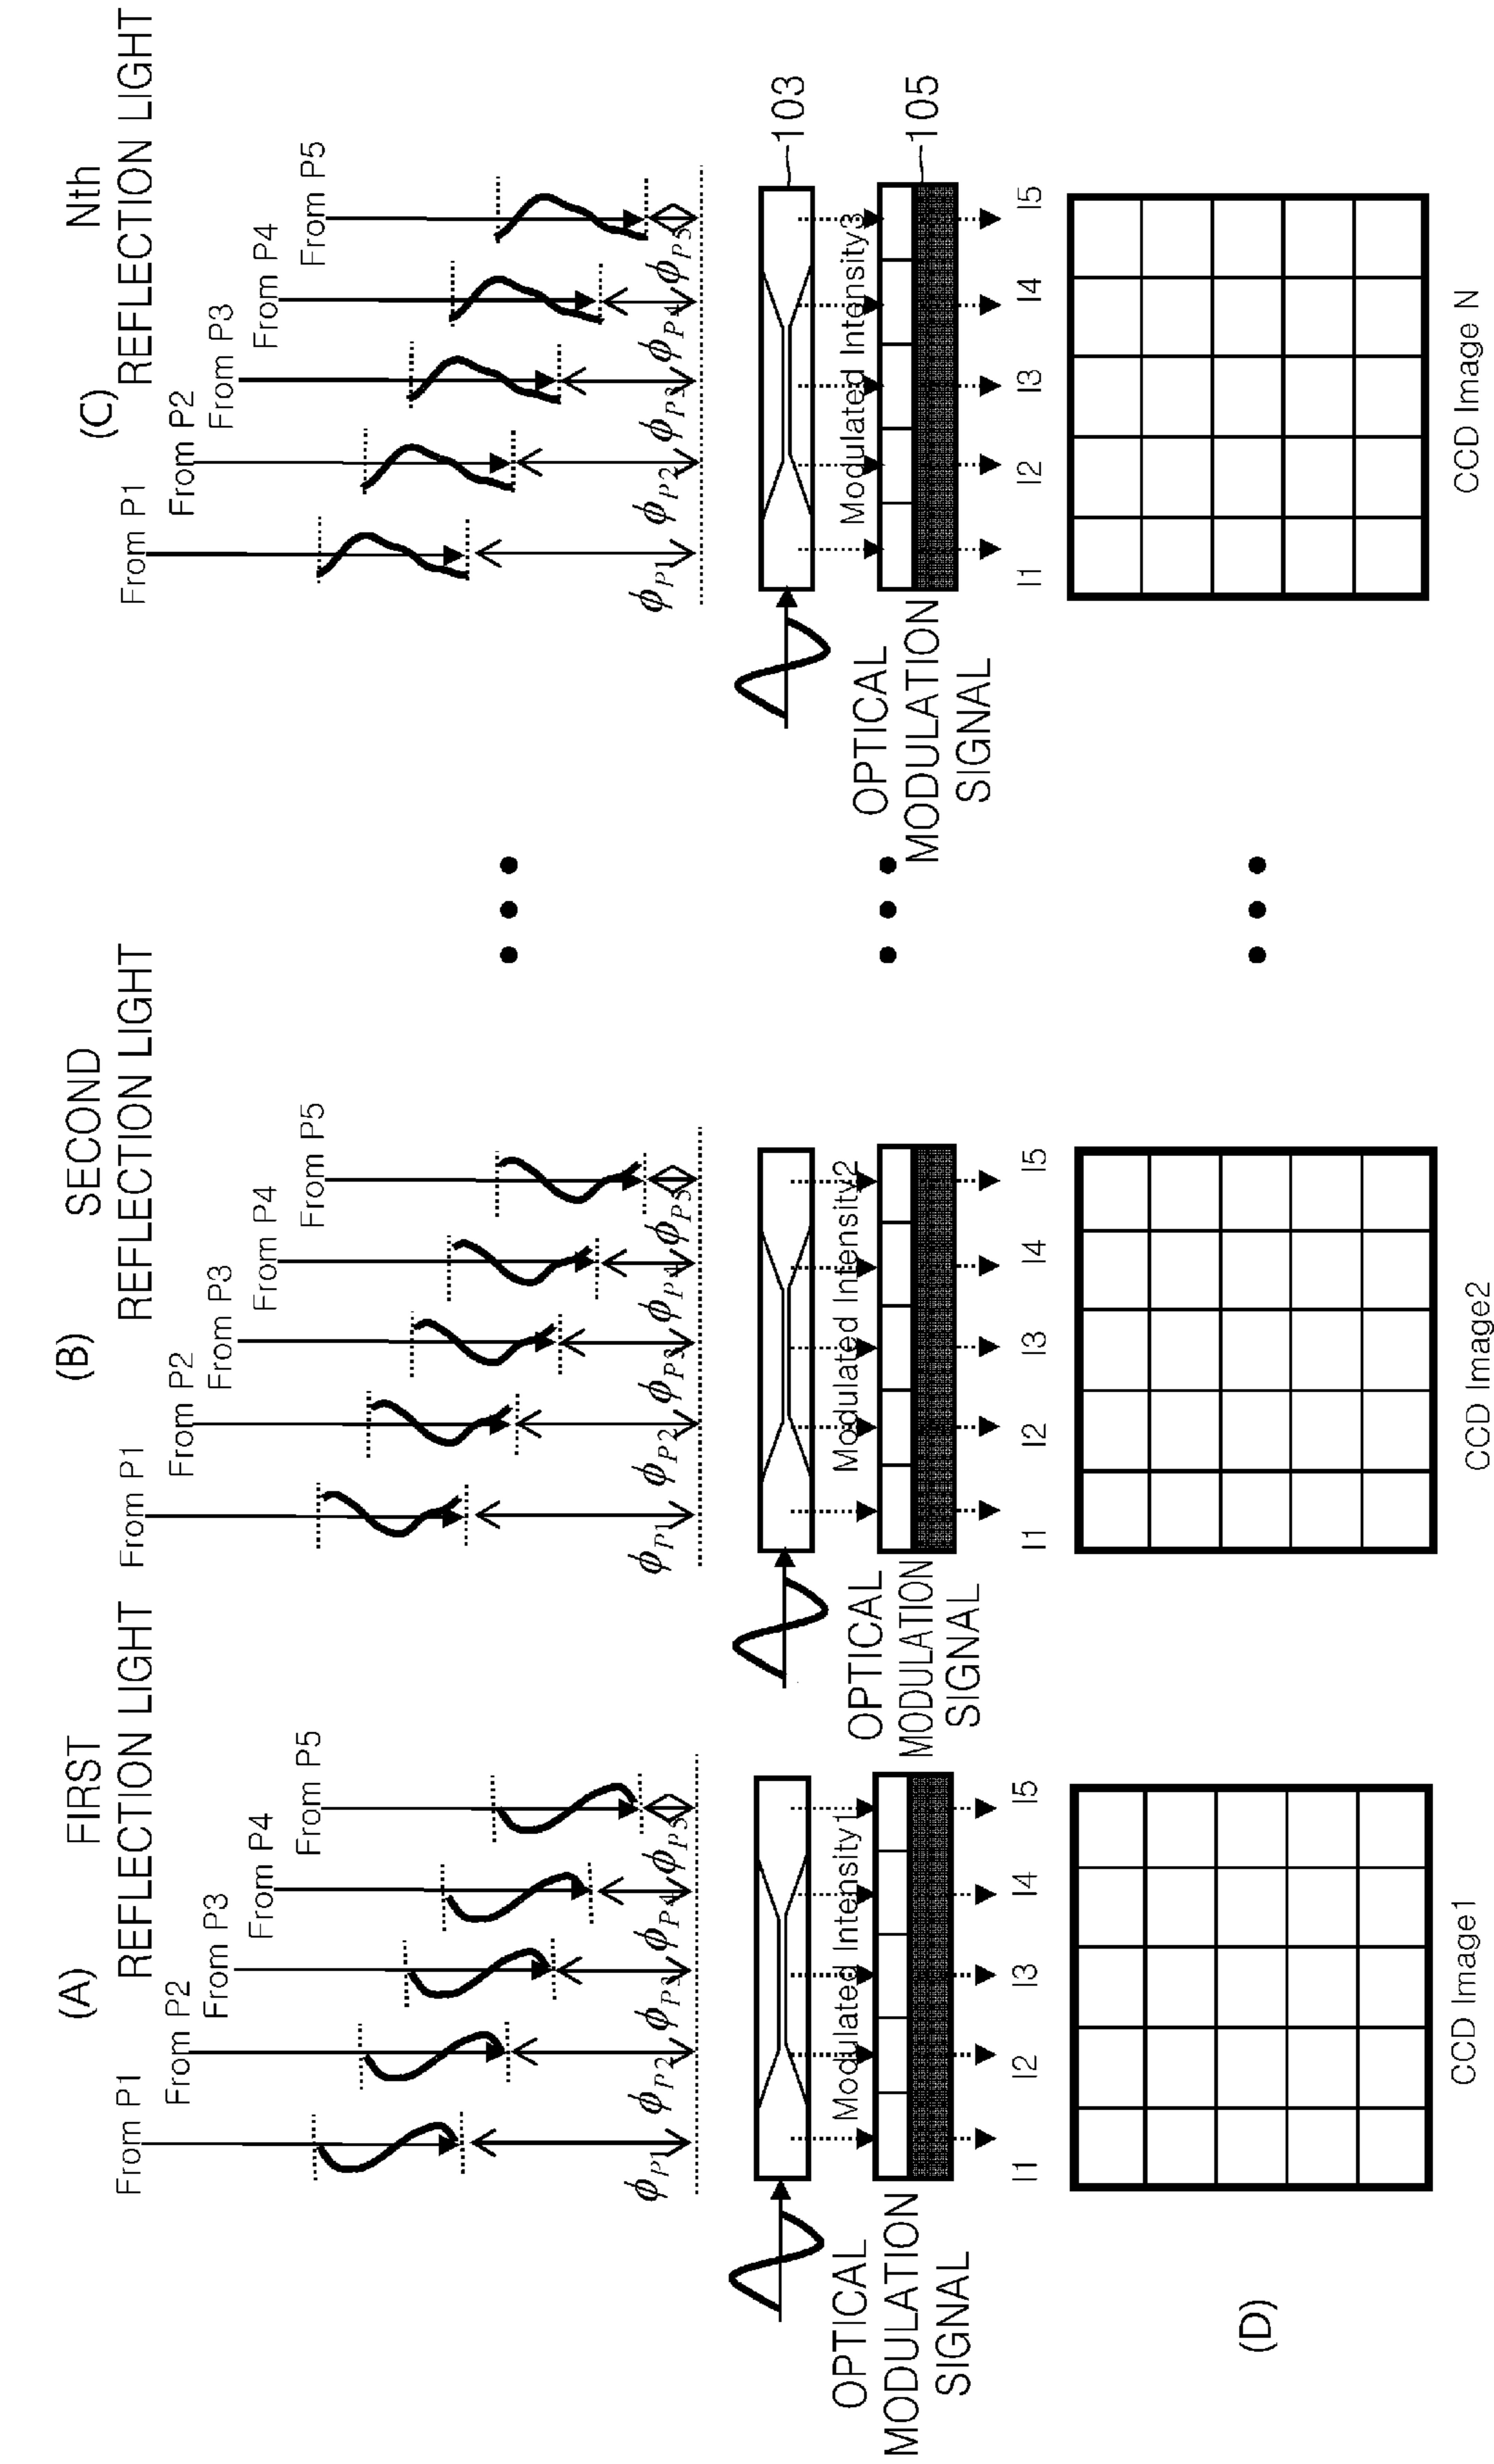 (A)
FIRST
REFLECTION LIGHT
From P1
From P2
From P3
From P4
From P5
ϕP1
ϕP2
ϕP3
ϕP4
ϕP5
OPTICAL
MODULATION
SIGNAL
Modulated Intensity1
I1 I2 I3 I4 I5
CCD Image1
(B)
SECOND
REFLECTION LIGHT
From P1
From P2
From P3
From P4
From P5
ϕP1
ϕP2
ϕP3
ϕP4
ϕP5
OPTICAL
MODULATION
SIGNAL
Modulated Intensity2
I1 I2 I3 I4 I5
CCD Image2
(C)
Nth
REFLECTION LIGHT
From P1
From P2
From P3
From P4
From P5
ϕP1
ϕP2
ϕP3
ϕP4
ϕP5
103
OPTICAL
MODULATION
SIGNAL
Modulated Intensity3
105
I1 I2 I3 I4 I5
CCD Image N
(D)